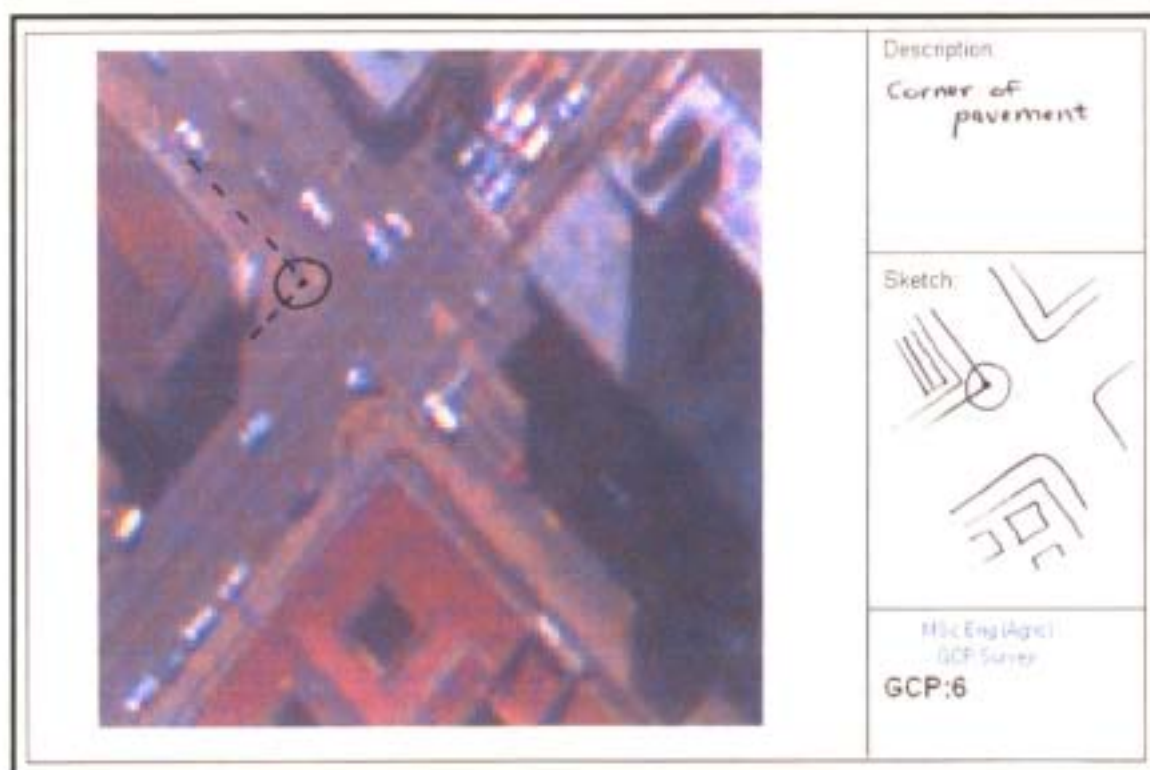 Description:
Corner of
pavement
Sketch:
MSc Eng (Agric)
GCP Survey
GCP:6